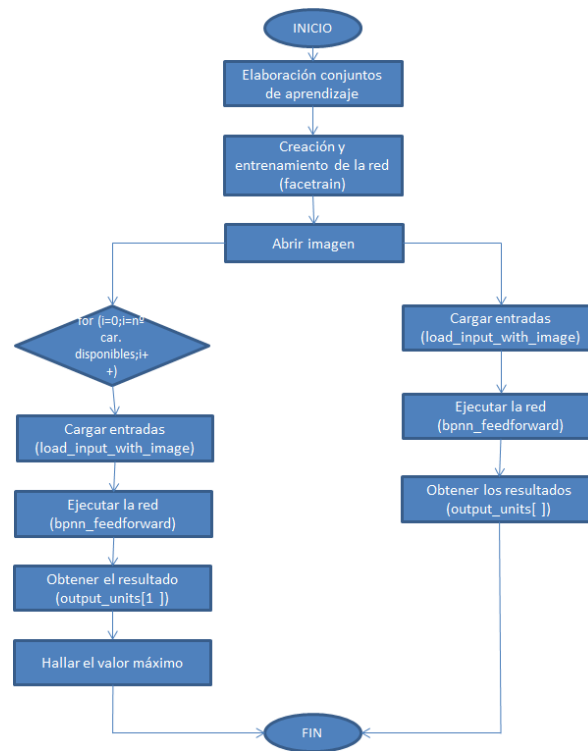 INICIO
Elaboración conjuntos
de aprendizaje
Creación y
entrenamiento de la red
(facetrain)
Abrir imagen
for (i=0;i=nº
car.
disponibles;i+
+)
Cargar entradas
(load_input_with_image)
Ejecutar la red
(bpnn_feedforward)
Obtener el resultado
(output_units[1 ])
Hallar el valor máximo
Cargar entradas
(load_input_with_image)
Ejecutar la red
(bpnn_feedforward)
Obtener los resultados
(output_units[ ])
FIN